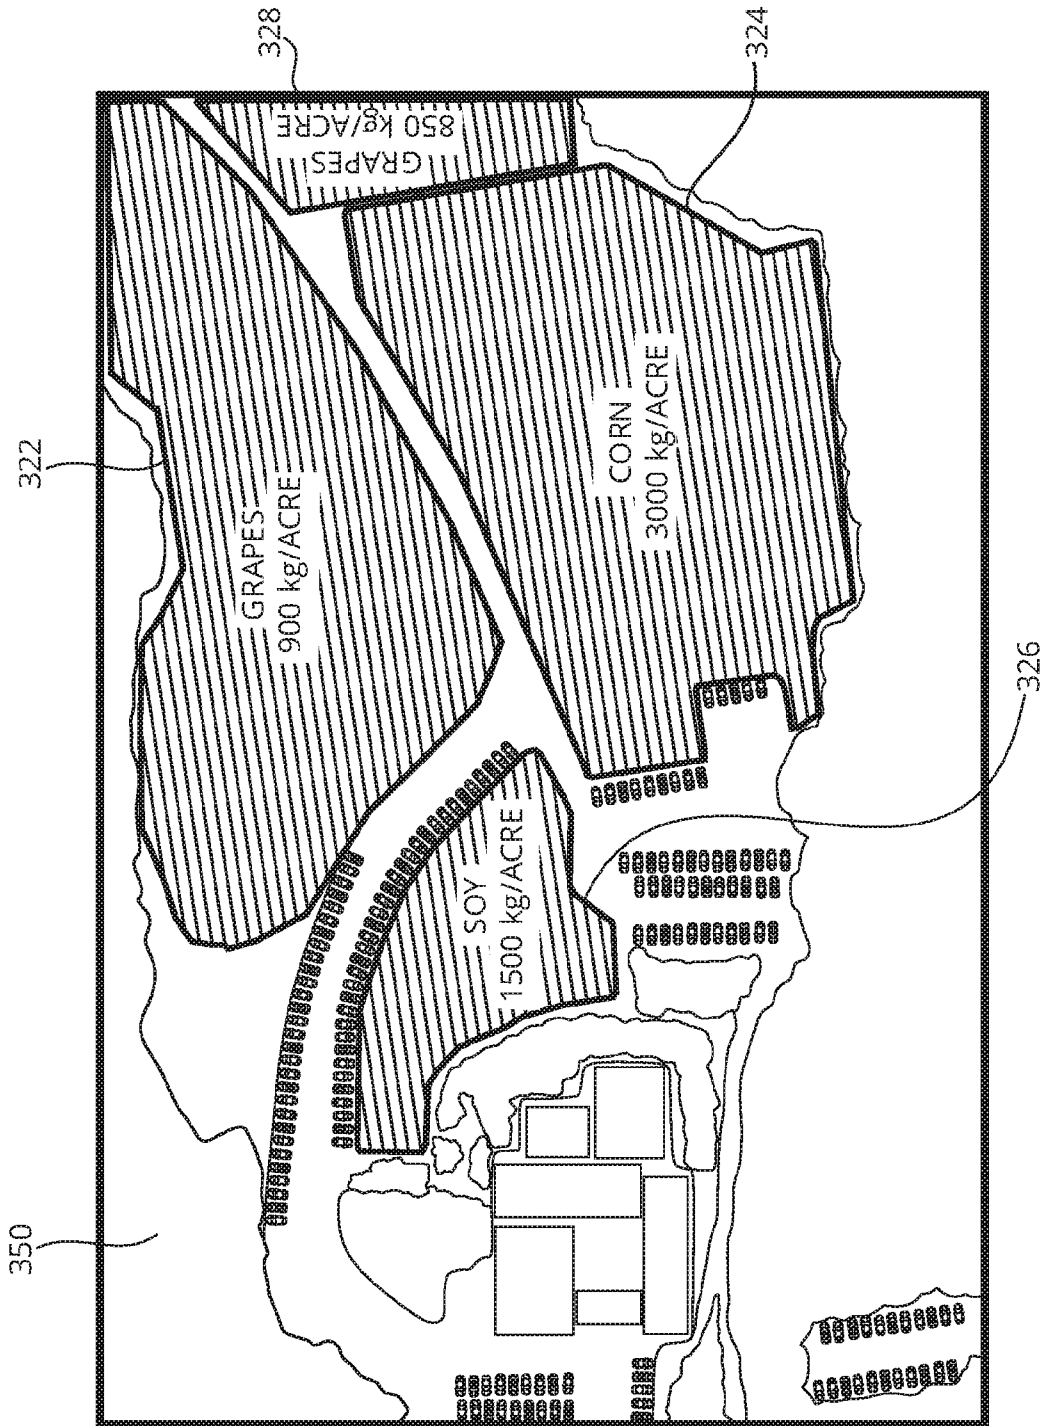 328
GRAPES
850 kg/ACRE
324
322
GRAPES
900 kg/ACRE
CORN
3000 kg/ACRE
326
SOY
1500 kg/ACRE
350